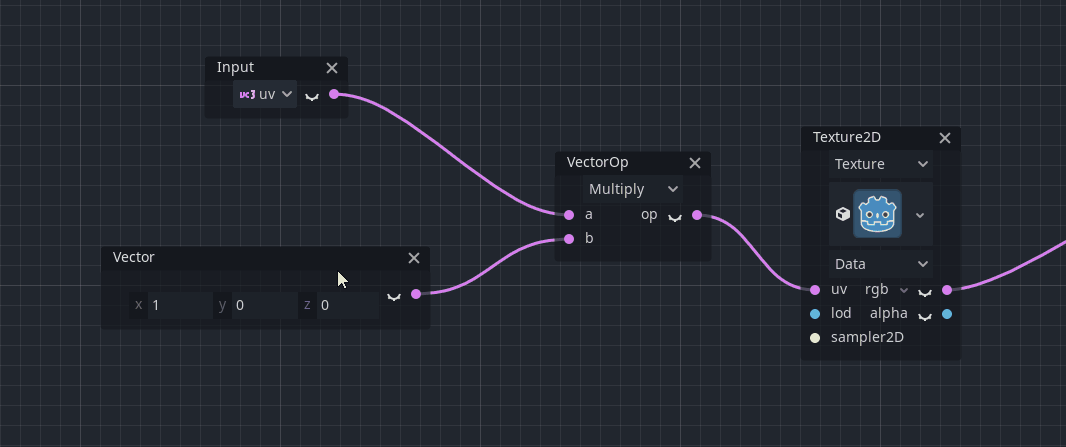 Input
uv
VectorOp
Multiply
a op
b
Vector
x 1 y 0 z 0
Texture2D
Texture
Data
uv rgb
lod alpha
sampler2D